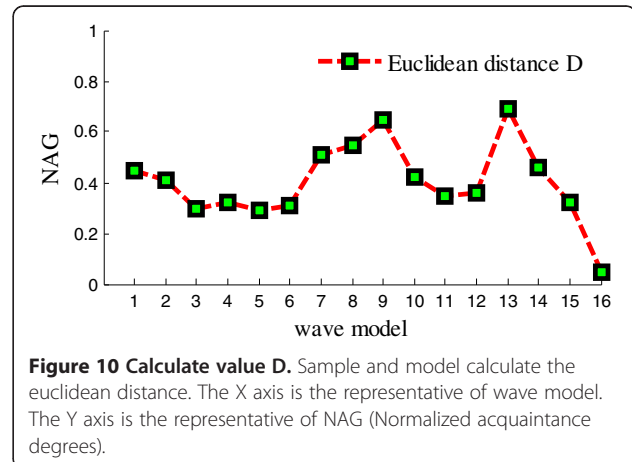 1
Euclidean distance D
0.8
0.6
NAG
0.4
0.2
0
1 2 3 4 5 6 7 8 9 10 11 12 13 14 15 16
wave model
Figure 10 Calculate value D. Sample and model calculate the
euclidean distance. The X axis is the representative of wave model.
The Y axis is the representative of NAG (Normalized acquaintance
degrees).